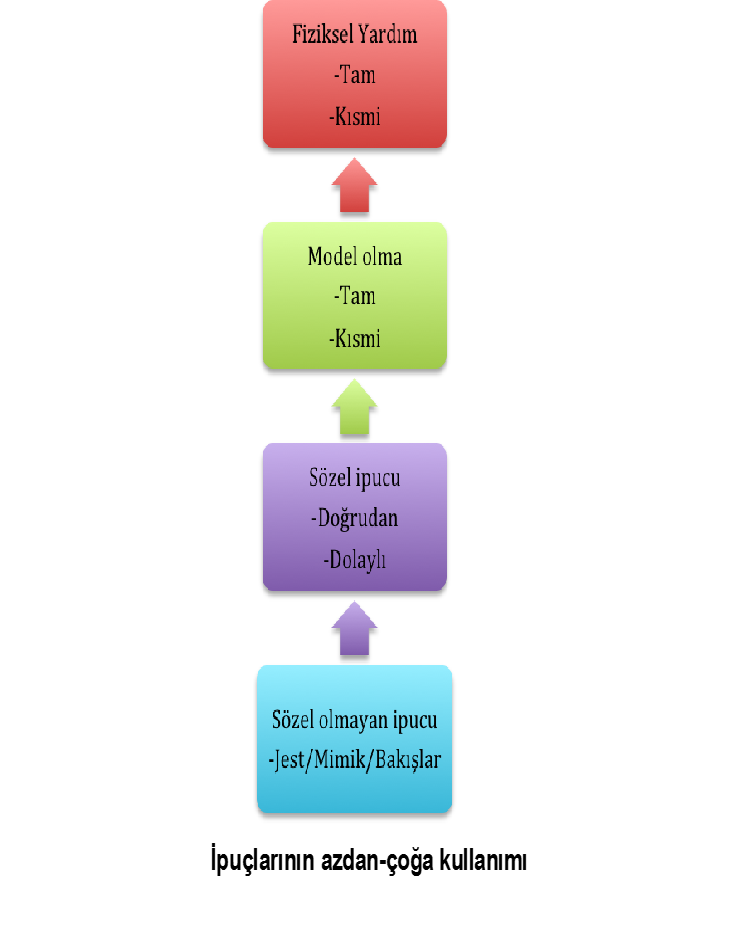 Fiziksel Yardım
-Tam
-Kısmi
Model olma
-Tam
-Kısmi
Sözel ipucu
-Doğrudan
-Dolaylı
Sözel olmayan ipucu
-Jest/Mimik/Bakışlar
İpuçlarının azdan-çoğa kullanımı